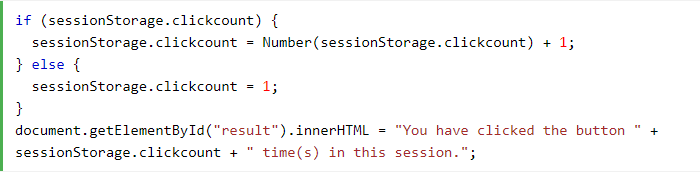 if (sessionStorage.clickcount) {
  sessionStorage.clickcount = Number(sessionStorage.clickcount) + 1;
} else {
  sessionStorage.clickcount = 1;
}
document.getElementById("result").innerHTML = "You have clicked the button " +
sessionStorage.clickcount + " time(s) in this session.";